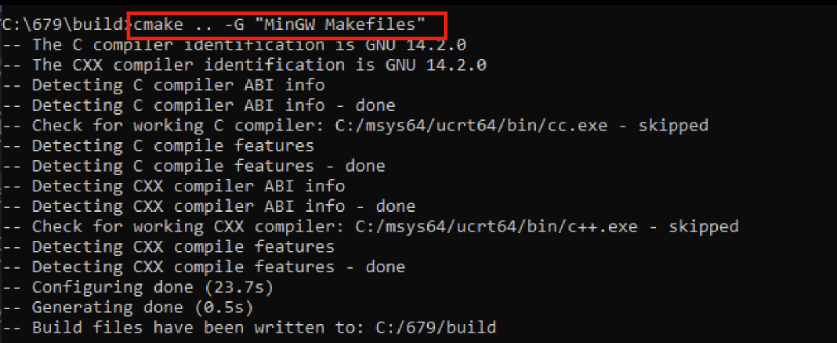 C:\679\build>cmake .. -G "MinGW Makefiles"
-- The C compiler identification is GNU 14.2.0
-- The CXX compiler identification is GNU 14.2.0
-- Detecting C compiler ABI info
-- Detecting C compiler ABI info - done
-- Check for working C compiler: C:/msys64/ucrt64/bin/cc.exe - skipped
-- Detecting C compile features
-- Detecting C compile features - done
-- Detecting CXX compiler ABI info
-- Detecting CXX compiler ABI info - done
-- Check for working CXX compiler: C:/msys64/ucrt64/bin/c++.exe - skipped
-- Detecting CXX compile features
-- Detecting CXX compile features - done
-- Configuring done (23.7s)
-- Generating done (0.5s)
-- Build files have been written to: C:/679/build